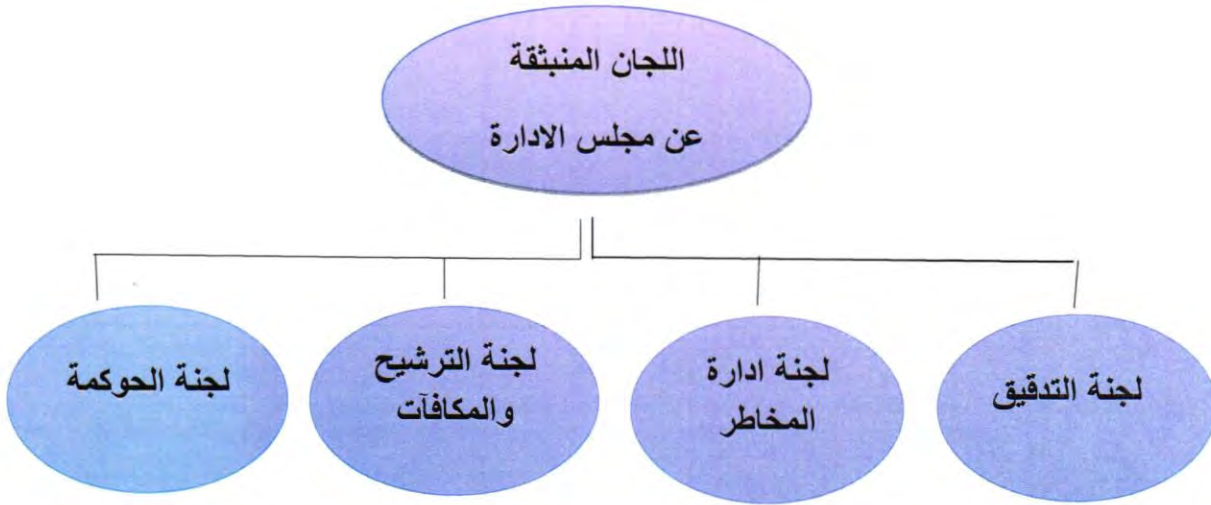 اللجان المنبثقة
عن مجلس الادارة
لجنة التدقيق
لجنة ادارة
المخاطر
لجنة الترشيح
والمكافآت
لجنة الحوكمة